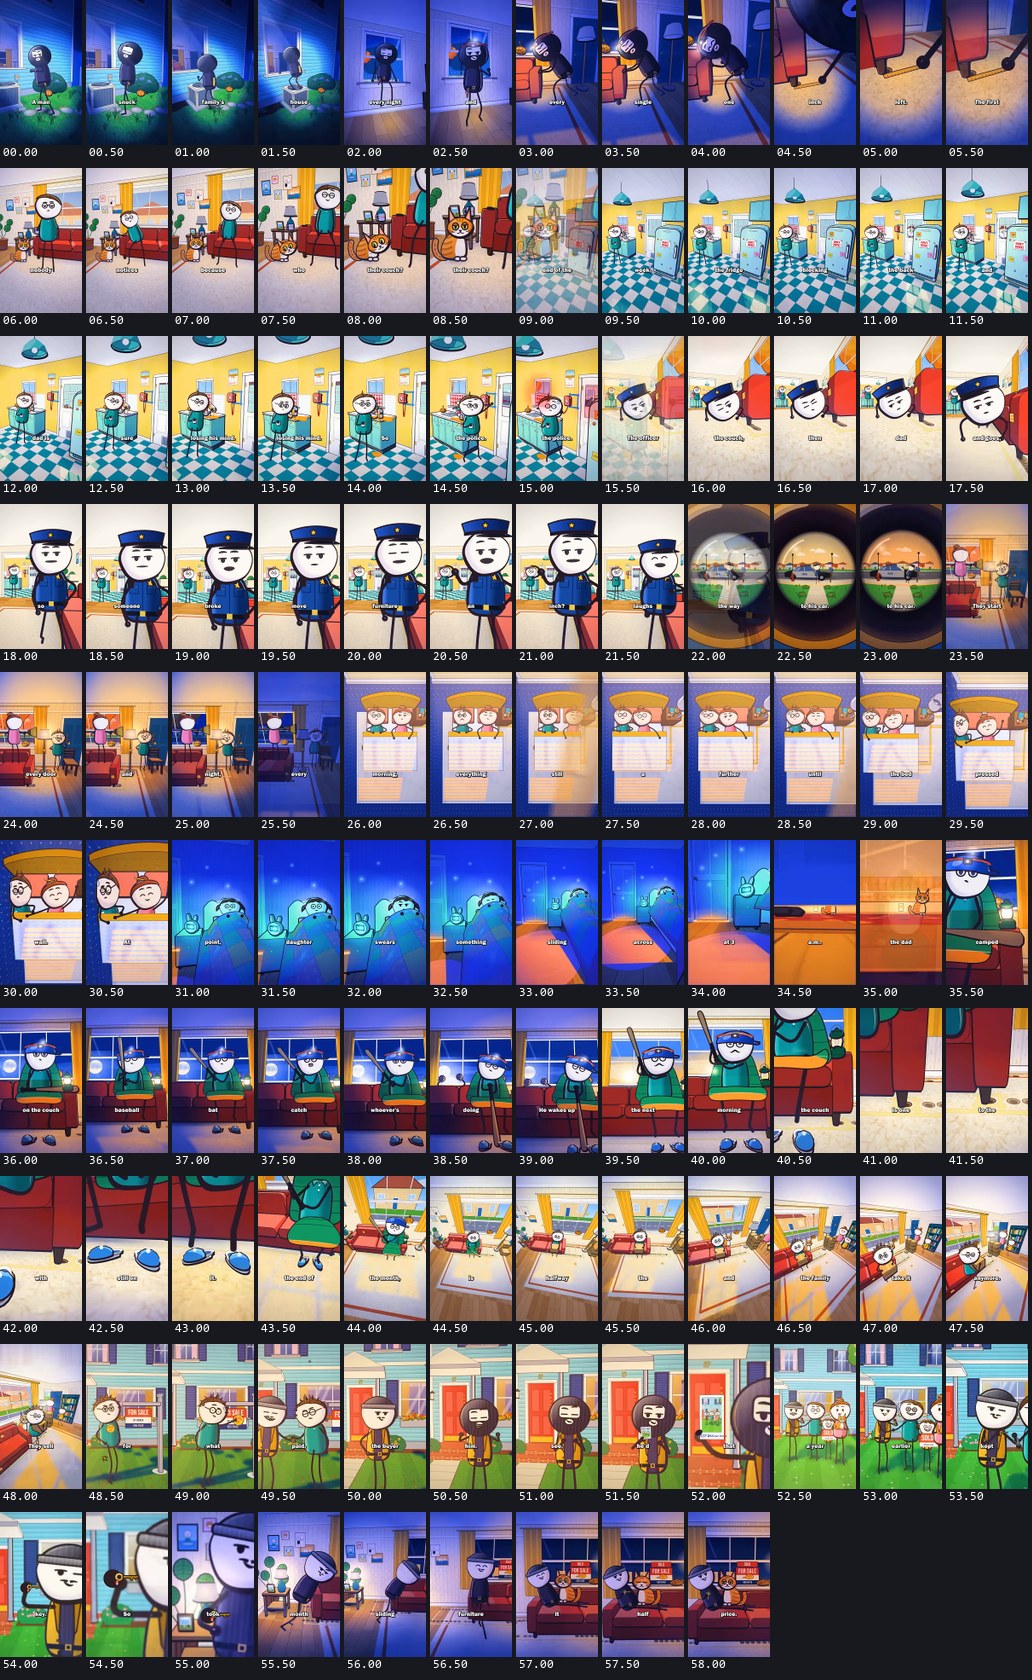 A man
snuck
family's
house
every night
and
every
single
one
inch
left.
The first
00.00 00.50 01.00 01.50 02.00 02.50 03.00 03.50 04.00 04.50 05.00 05.50
nobody
notices
because
who
their couch?
their couch?
end of the
week,
the fridge
blocking
the back
and
06.00 06.50 07.00 07.50 08.00 08.50 09.00 09.50 10.00 10.50 11.00 11.50
dad is
sure
losing his mind.
losing his mind.
So
the police.
the police.
The officer
the couch,
then
dad
and goes,
12.00 12.50 13.00 13.50 14.00 14.50 15.00 15.50 16.00 16.50 17.00 17.50
so
someone
broke
move
furniture
an
inch?
laughs
the way
to his car.
to his car.
They start
18.00 18.50 19.00 19.50 20.00 20.50 21.00 21.50 22.00 22.50 23.00 23.50
every door
and
night,
every
morning,
everything
still
a
further
until
the bed
pressed
24.00 24.50 25.00 25.50 26.00 26.50 27.00 27.50 28.00 28.50 29.00 29.50
wall.
At
point,
daughter
swears
something
sliding
across
at 3
a.m..
the dad
camped
30.00 30.50 31.00 31.50 32.00 32.50 33.00 33.50 34.00 34.50 35.00 35.50
on the couch
baseball
bat
catch
whoever's
doing
He wakes up
the next
morning
the couch
is one
to the
36.00 36.50 37.00 37.50 38.00 38.50 39.00 39.50 40.00 40.50 41.00 41.50
with
still on
it.
the end of
the month,
is
halfway
the
and
the family
take it
anymore.
42.00 42.50 43.00 43.50 44.00 44.50 45.00 45.50 46.00 46.50 47.00 47.50
They sell
for
FOR SALE
what
SALE
paid.
the buyer
him.
see,
he'd
that
a year
earlier
SOLD
kept
48.00 48.50 49.00 49.50 50.00 50.50 51.00 51.50 52.00 52.50 53.00 53.50
key.
So
took
month
sliding
furniture
FOR SALE
it
FOR SALE
half
FOR SALE
price.
FOR SALE
54.00 54.50 55.00 55.50 56.00 56.50 57.00 57.50 58.00